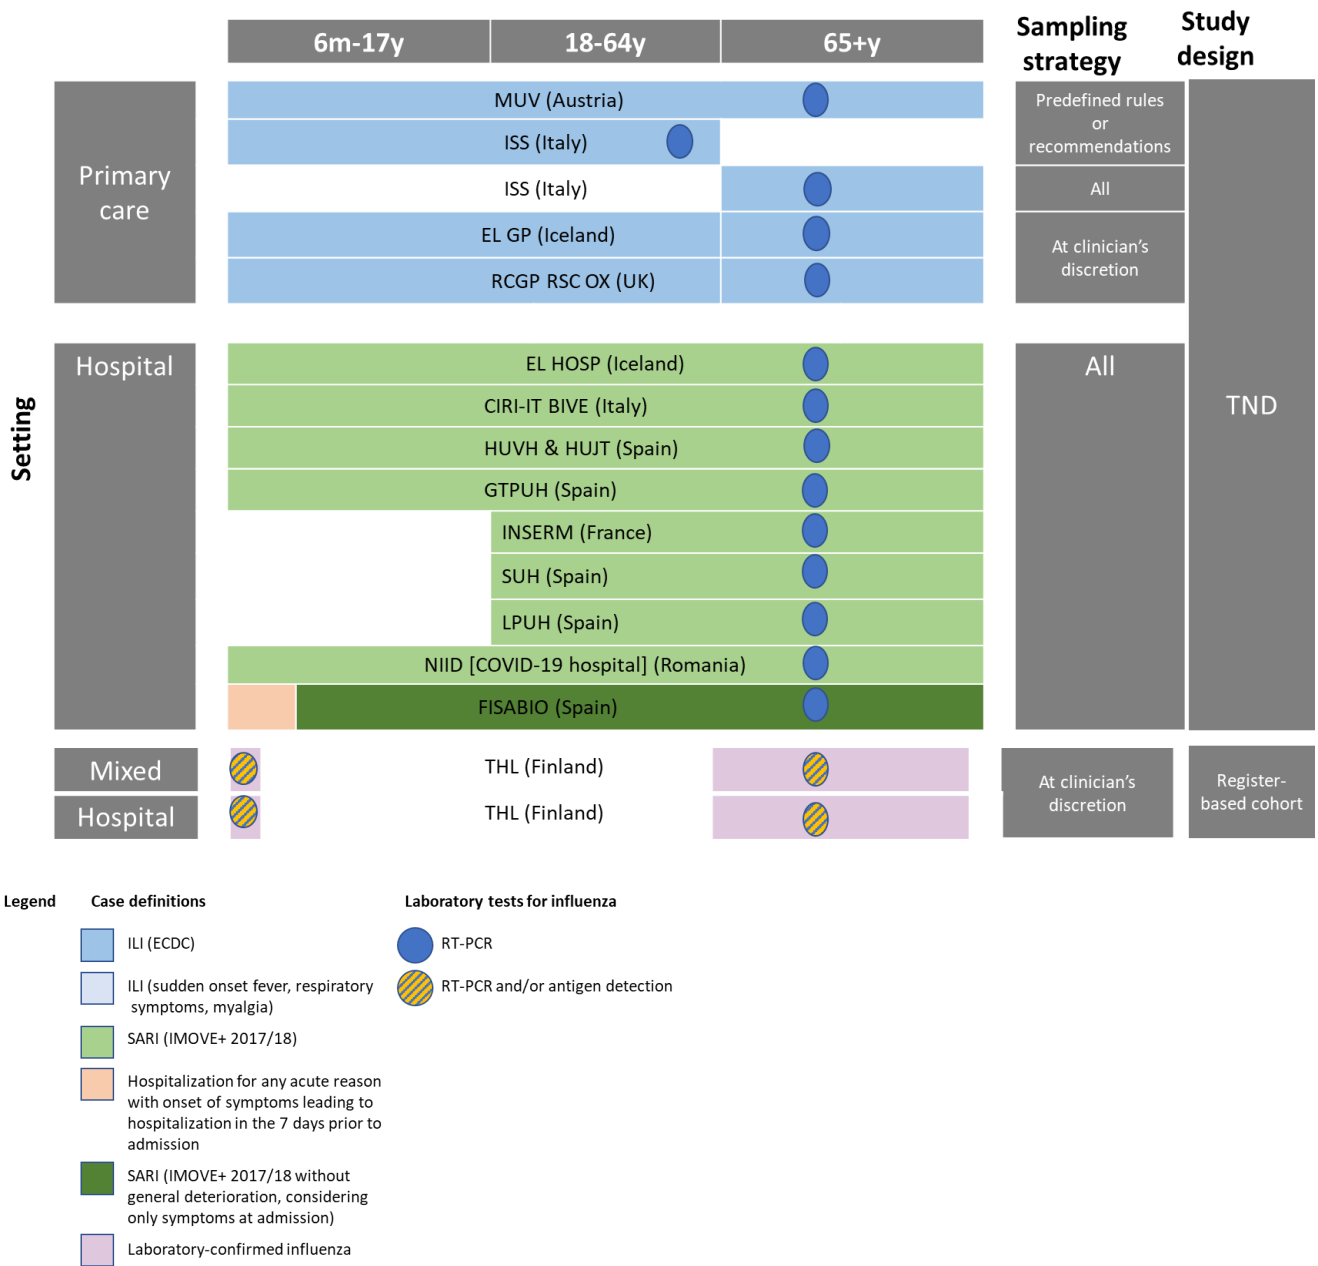 6m-17y
18-64y
65+y
Sampling
strategy
Study
design
Setting
Primary
care
MUV (Austria)
ISS (Italy)
ISS (Italy)
EL GP (Iceland)
RCGP RSC OX (UK)
Predefined rules
or
recommendations
All
At clinician's
discretion
TND
Hospital
EL HOSP (Iceland)
CIRI-IT BIVE (Italy)
HUVH & HUJT (Spain)
GTPUH (Spain)
INSERM (France)
SUH (Spain)
LPUH (Spain)
NIID [COVID-19 hospital] (Romania)
FISABIO (Spain)
All
Mixed
THL (Finland)
Hospital
THL (Finland)
At clinician's
discretion
Register-
based cohort
Legend
Case definitions
ILI (ECDC)
ILI (sudden onset fever, respiratory
symptoms, myalgia)
SARI (IMOVE+ 2017/18)
Hospitalization for any acute reason
with onset of symptoms leading to
hospitalization in the 7 days prior to
admission
SARI (IMOVE+ 2017/18 without
general deterioration, considering
only symptoms at admission)
Laboratory-confirmed influenza
Laboratory tests for influenza
RT-PCR
RT-PCR and/or antigen detection